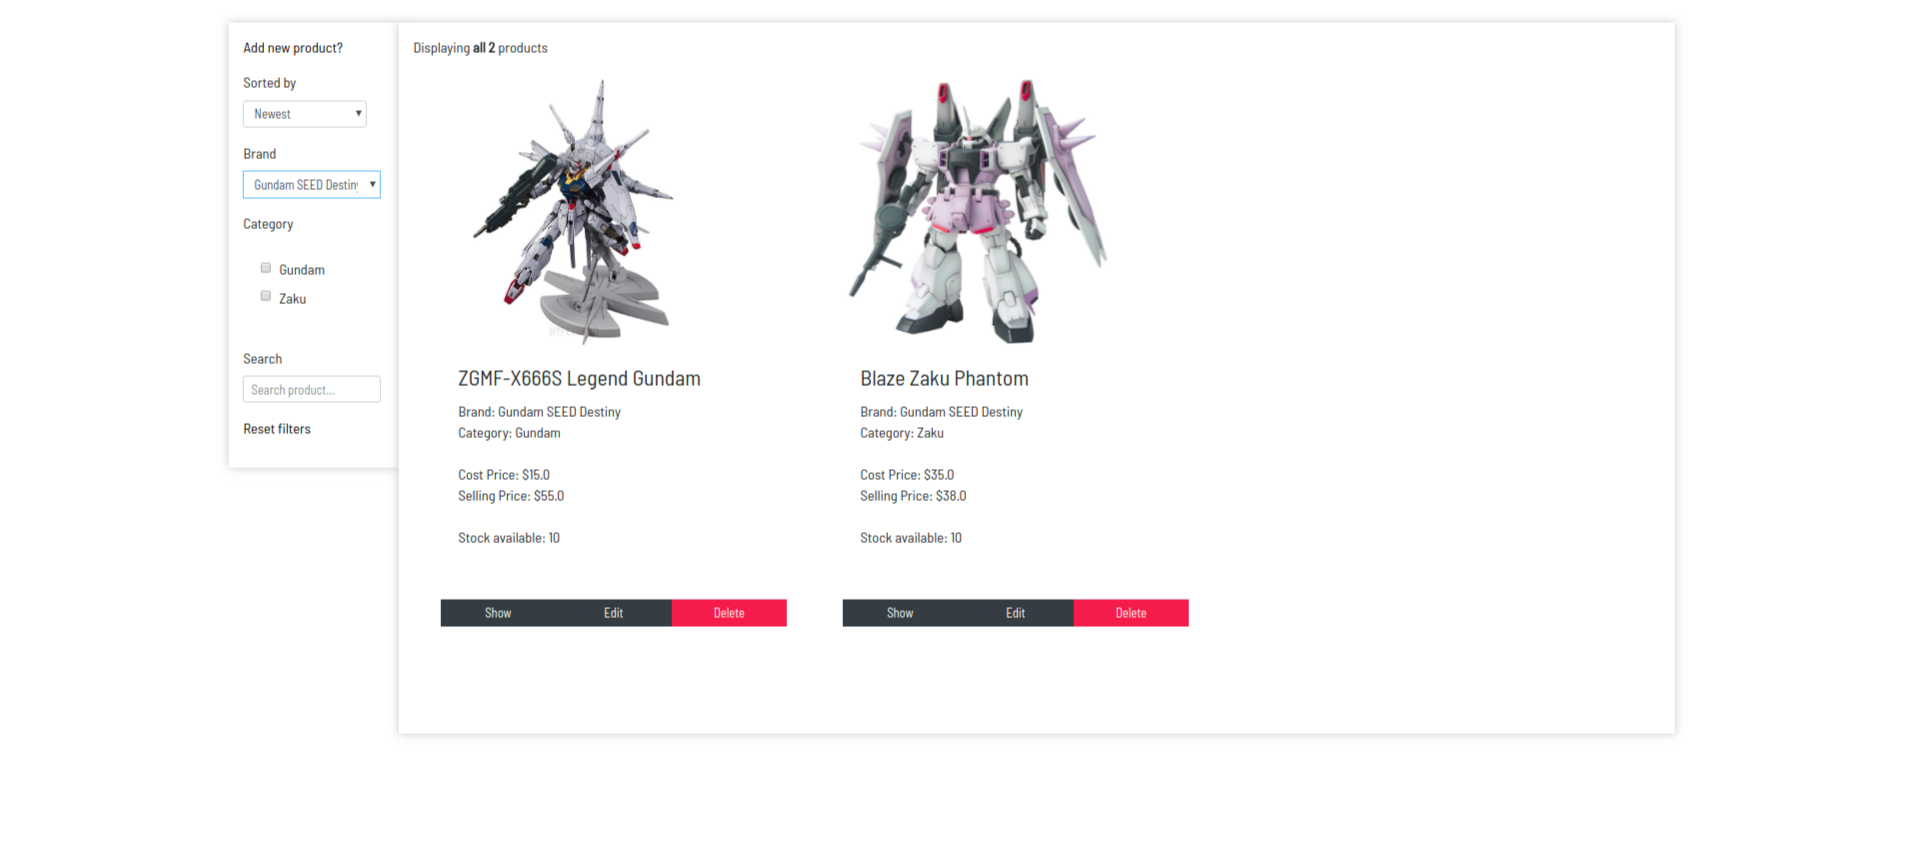 Add new product?
Sorted by
Newest
Brand
Gundam SEED Destiny
Category
Gundam
Zaku
Search
Search product...
Reset filters
Displaying all 2 products
ZGMF-X666S Legend Gundam
Brand: Gundam SEED Destiny
Category: Gundam
Cost Price: $15.0
Selling Price: $55.0
Stock available: 10
Show Edit Delete
Blaze Zaku Phantom
Brand: Gundam SEED Destiny
Category: Zaku
Cost Price: $35.0
Selling Price: $38.0
Stock available: 10
Show Edit Delete